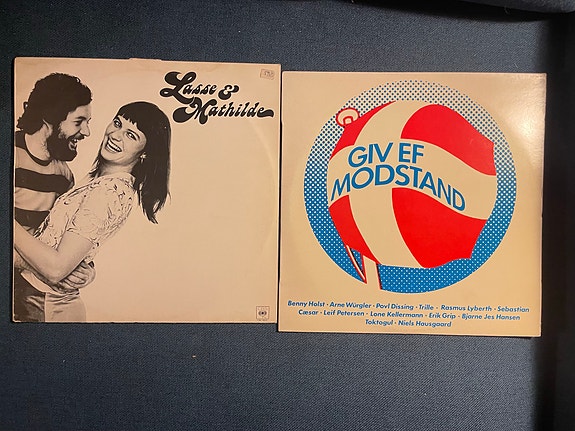 Lasse &
Mathilde
CBS
GIV EF
MODSTAND
Benny Holst · Arne Würgler · Povl Dissing · Trille · Rasmus Lyberth · Sebastian
Cæsar · Leif Petersen · Lone Kellermann · Erik Grip · Bjarne Jes Hansen
Toktogul · Niels Hausgaard